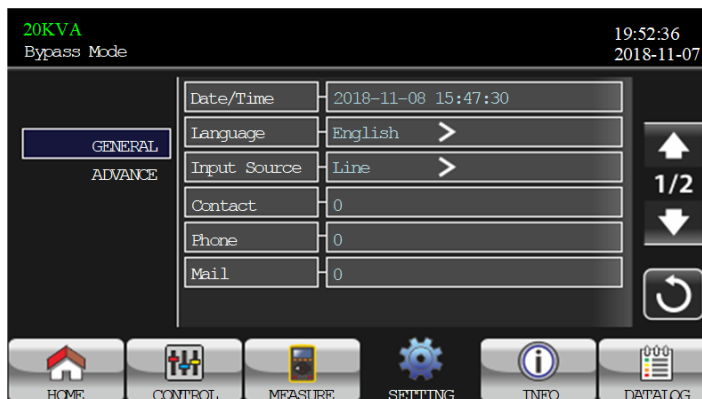 20KVA
19:52:36
Bypass Mode
2018-11-07
Date/Time
2018-11-08 15:47:30
Language
English >
GENERAL
Input Source
Line >
ADVANCE
1/2
Contact
0
Phone
0
Mail
0
HOME
CONTROL
MEASURE
SETTING
INFO
DATALOG